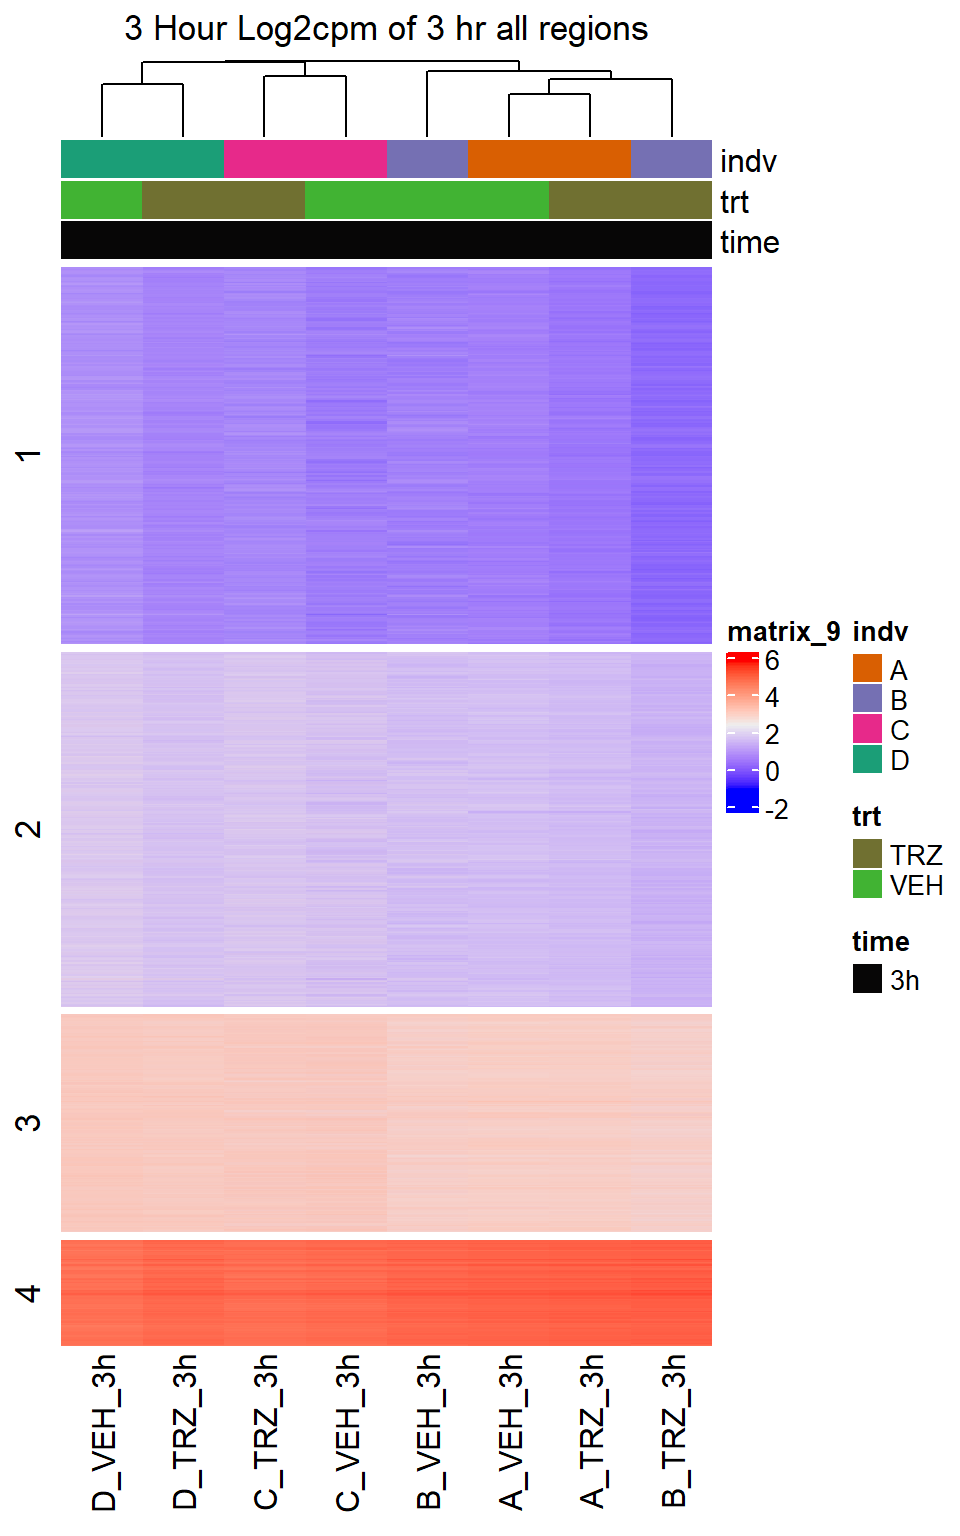 3 Hour Log2cpm of 3 hr all regions
indv
trt
time
1
2
3
4
matrix_9
6
4
2
0
-2
indv
A
B
C
D
trt
TRZ
VEH
time
3h
D_VEH_3h
D_TRZ_3h
C_TRZ_3h
C_VEH_3h
B_VEH_3h
A_VEH_3h
A_TRZ_3h
B_TRZ_3h